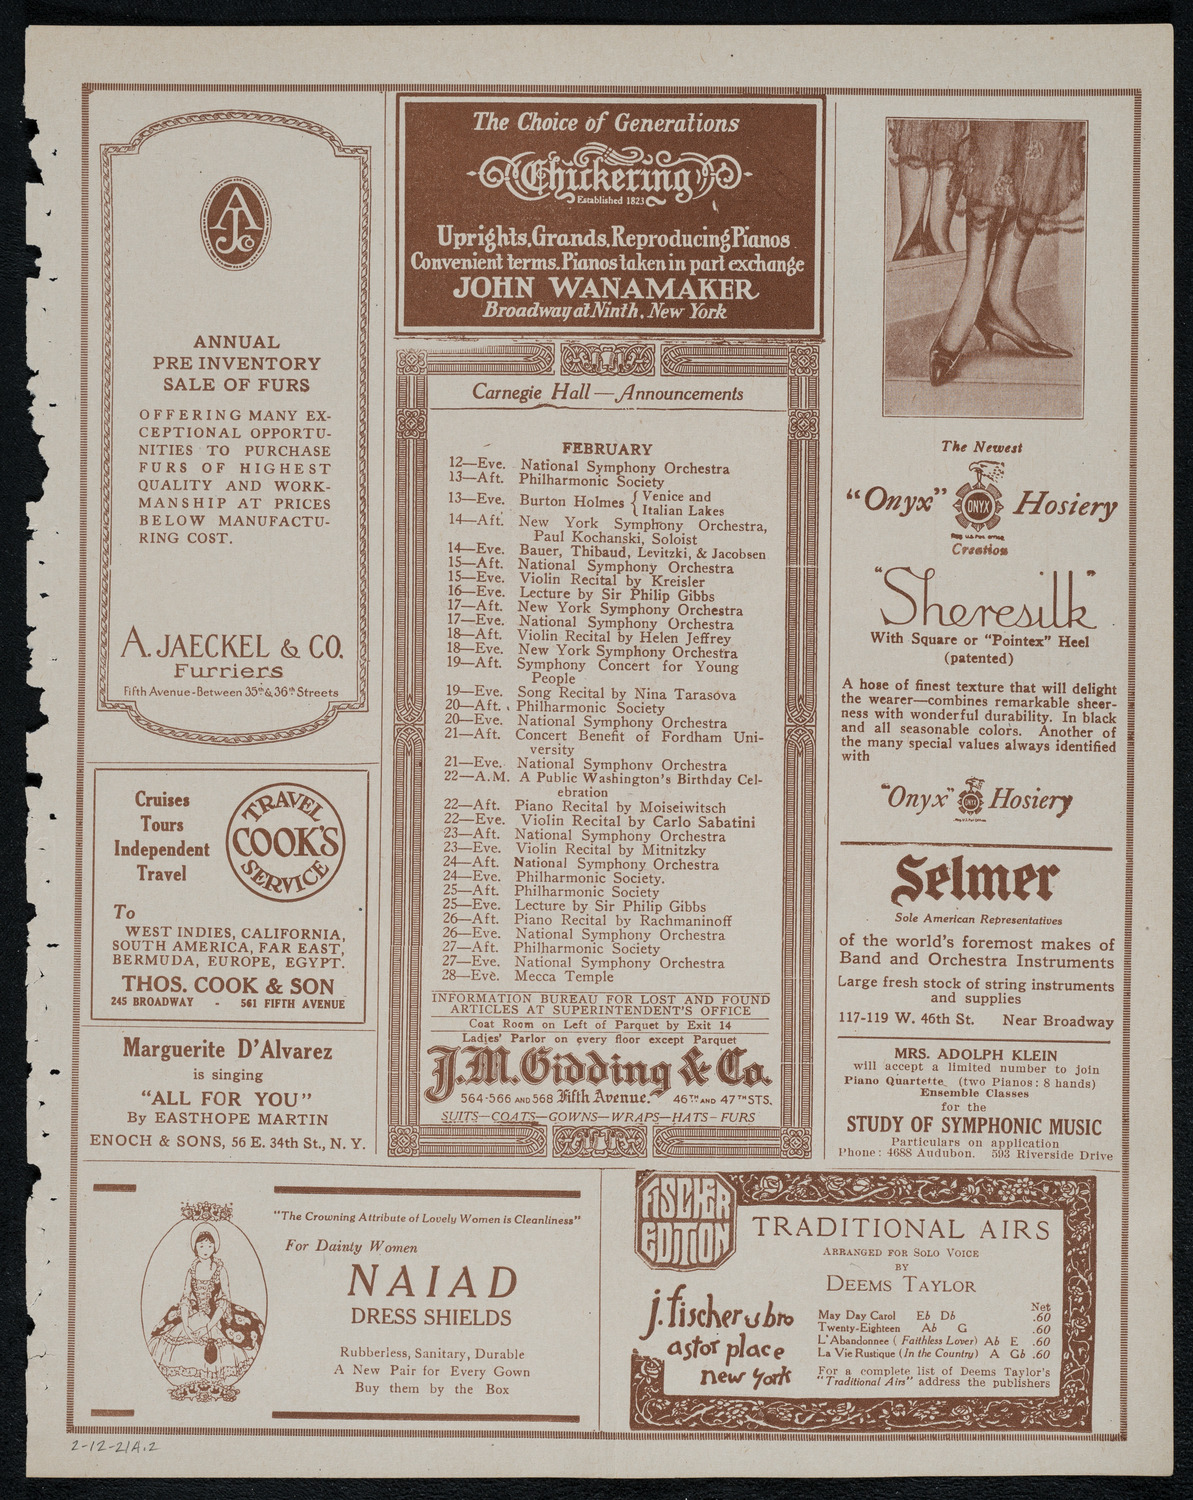 AJCo
ANNUAL
PRE INVENTORY
SALE OF FURS
OFFERING MANY EX-
CEPTIONAL OPPORTU-
NITIES TO PURCHASE
FURS OF HIGHEST
QUALITY AND WORK-
MANSHIP AT PRICES
BELOW MANUFACTU-
RING COST.
A. JAECKEL & CO.
Furriers
Fifth Avenue-Between 35th & 36th Streets
Cruises
Tours
Independent
Travel
TRAVEL
COOK'S
SERVICE
To
WEST INDIES, CALIFORNIA,
SOUTH AMERICA, FAR EAST,
BERMUDA, EUROPE, EGYPT.
THOS. COOK & SON
245 BROADWAY - 561 FIFTH AVENUE
Marguerite D'Alvarez
is singing
"ALL FOR YOU"
By EASTHOPE MARTIN
ENOCH & SONS, 56 E. 34th St., N. Y.
The Choice of Generations
Chickering
Established 1823
Uprights, Grands, Reproducing Pianos
Convenient terms. Pianos taken in part exchange
JOHN WANAMAKER
Broadway at Ninth, New York
Carnegie Hall — Announcements
FEBRUARY
12—Eve. National Symphony Orchestra
13—Aft. Philharmonic Society
13—Eve. Burton Holmes { Venice and
Italian Lakes
14—Aft. New York Symphony Orchestra,
Paul Kochanski, Soloist
14—Eve. Bauer, Thibaud, Levitzki, & Jacobsen
15—Aft. National Symphony Orchestra
15—Eve. Violin Recital by Kreisler
16—Eve. Lecture by Sir Philip Gibbs
17—Aft. New York Symphony Orchestra
17—Eve. National Symphony Orchestra
18—Aft. Violin Recital by Helen Jeffrey
18—Eve. New York Symphony Orchestra
19—Aft. Symphony Concert for Young
People
19—Eve. Song Recital by Nina Tarasova
20—Aft. Philharmonic Society
20—Eve. National Symphony Orchestra
21—Aft. Concert Benefit of Fordham Uni-
versity
21—Eve. National Symphony Orchestra
22—A.M. A Public Washington's Birthday Cel-
ebration
22—Aft. Piano Recital by Moiseiwitsch
22—Eve. Violin Recital by Carlo Sabatini
23—Aft. National Symphony Orchestra
23—Eve. Violin Recital by Mitnitzky
24—Aft. National Symphony Orchestra
24—Eve. Philharmonic Society.
25—Aft. Philharmonic Society
25—Eve. Lecture by Sir Philip Gibbs
26—Aft. Piano Recital by Rachmaninoff
26—Eve. National Symphony Orchestra
27—Aft. Philharmonic Society
27—Eve. National Symphony Orchestra
28—Eve. Mecca Temple
INFORMATION BUREAU FOR LOST AND FOUND
ARTICLES AT SUPERINTENDENT'S OFFICE
Coat Room on Left of Parquet by Exit 14
Ladies' Parlor on every floor except Parquet
J.M. Gidding & Co.
564-566 AND 568 Fifth Avenue. 46TH AND 47TH STS.
SUITS—COATS—GOWNS—WRAPS—HATS—FURS
The Newest
"Onyx" ONYX Hosiery
Reg. U.S. Pat. Office
Creation
"Sheresilk"
With Square or "Pointex" Heel
(patented)
A hose of finest texture that will delight
the wearer—combines remarkable sheer-
ness with wonderful durability. In black
and all seasonable colors. Another of
the many special values always identified
with
"Onyx" ONYX Hosiery
Selmer
Sole American Representatives
of the world's foremost makes of
Band and Orchestra Instruments
Large fresh stock of string instruments
and supplies
117-119 W. 46th St. Near Broadway
MRS. ADOLPH KLEIN
will accept a limited number to join
Piano Quartette (two Pianos: 8 hands)
Ensemble Classes
for the
STUDY OF SYMPHONIC MUSIC
Particulars on application
Phone: 4688 Audubon. 593 Riverside Drive
"The Crowning Attribute of Lovely Women is Cleanliness"
For Dainty Women
NAIAD
DRESS SHIELDS
Rubberless, Sanitary, Durable
A New Pair for Every Gown
Buy them by the Box
FISCHER
EDITION
j. fischer & bro
astor place
new york
TRADITIONAL AIRS
ARRANGED FOR SOLO VOICE
BY
DEEMS TAYLOR
Net
May Day Carol Eb Db .60
Twenty-Eighteen Ab G .60
L'Abandonnee (Faithless Lover) Ab E .60
La Vie Rustique (In the Country) A Gb .60
For a complete list of Deems Taylor's
"Traditional Airs" address the publishers
2-12-21A.2